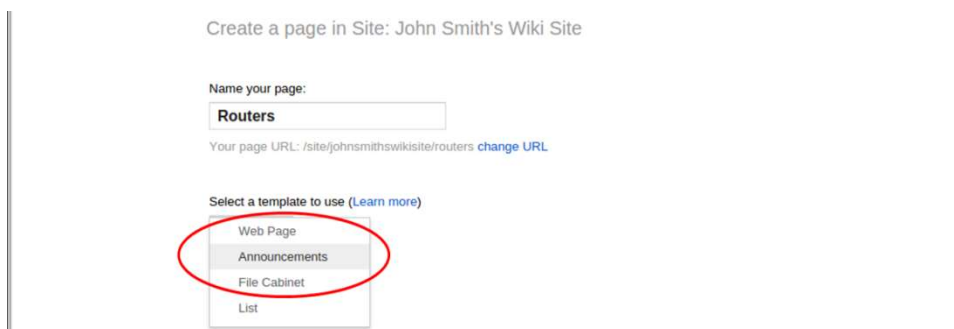 Create a page in Site: John Smith's Wiki Site
Name your page:
Routers
Your page URL: /site/johnsmithswikisite/routers change URL
Select a template to use (Learn more)
Web Page
Announcements
File Cabinet
List